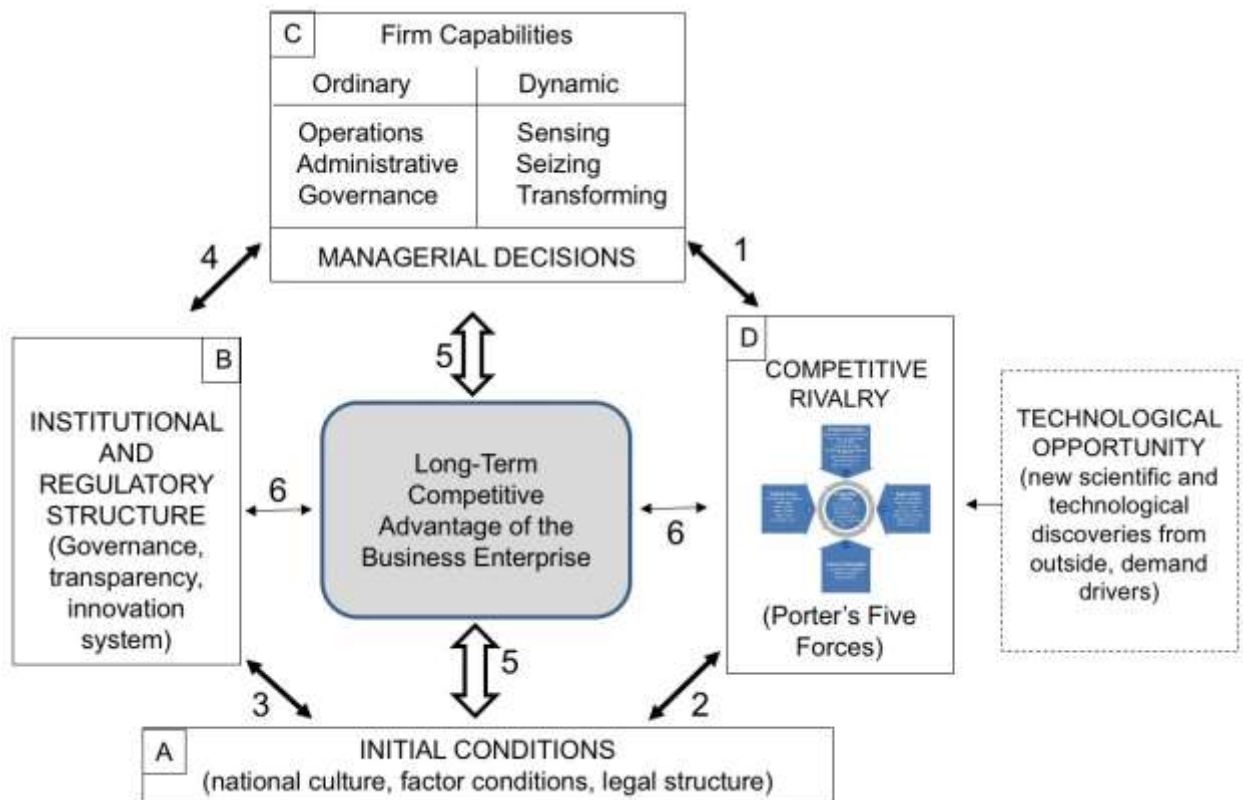 C
Firm Capabilities
Ordinary
Dynamic
Operations
Administrative
Governance
Sensing
Seizing
Transforming
MANAGERIAL DECISIONS
4
1
5
B
INSTITUTIONAL
AND
REGULATORY
STRUCTURE
(Governance,
transparency,
innovation
system)
6
Long-Term
Competitive
Advantage of the
Business Enterprise
6
D
COMPETITIVE
RIVALRY
(Porter's Five
Forces)
TECHNOLOGICAL
OPPORTUNITY
(new scientific and
technological
discoveries from
outside, demand
drivers)
3
5
2
A
INITIAL CONDITIONS
(national culture, factor conditions, legal structure)